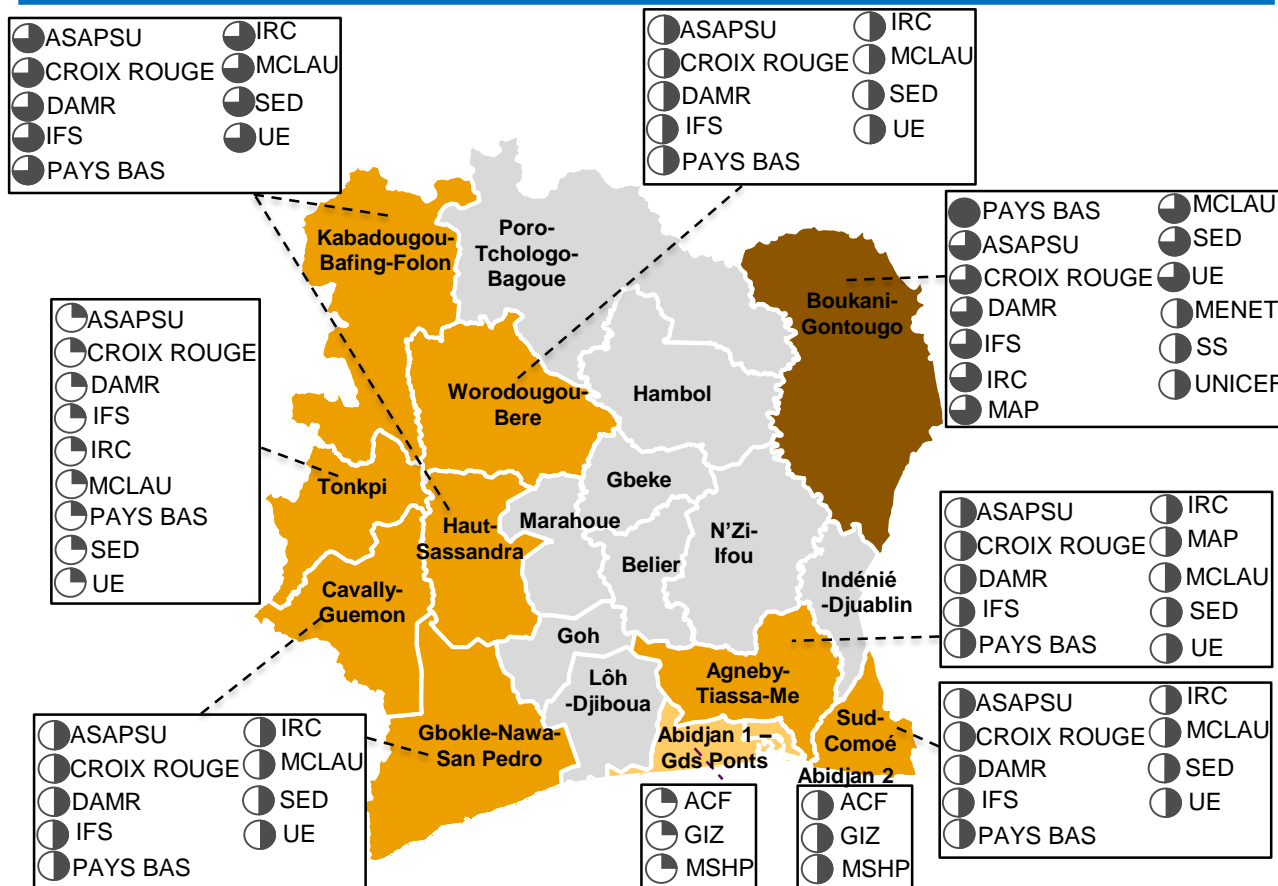 ASAPSU
CROIX ROUGE
DAMR
IFS
PAYS BAS
IRC
MCLAU
SED
UE
ASAPSU
CROIX ROUGE
DAMR
IFS
PAYS BAS
IRC
MCLAU
SED
UE
PAYS BAS
ASAPSU
CROIX ROUGE
DAMR
IFS
IRC
MAP
MCLAU
SED
UE
MENET
SS
UNICEF
Kabadougou-
Bafing-Folon
Poro-
Tchologo-
Bagoue
Boukani-
Gontougo
Worodougou-
Bere
Hambol
ASAPSU
CROIX ROUGE
DAMR
IFS
IRC
MCLAU
PAYS BAS
SED
UE
Tonkpi
Haut-
Sassandra
Marahoue
Gbeke
Belier
N'Zi-
Ifou
Indénié
-Djuablin
Cavally-
Guemon
Goh
Lôh
-Djiboua
Agneby-
Tiassa-Me
Gbokle-Nawa-
San Pedro
Abidjan 1 –
Gds Ponts
Sud-
Comoé
Abidjan 2
ASAPSU
CROIX ROUGE
DAMR
IFS
PAYS BAS
IRC
MAP
MCLAU
SED
UE
ASAPSU
CROIX ROUGE
DAMR
IFS
PAYS BAS
IRC
MCLAU
SED
UE
ASAPSU
CROIX ROUGE
DAMR
IFS
PAYS BAS
IRC
MCLAU
SED
UE
ACF
GIZ
MSHP
ACF
GIZ
MSHP